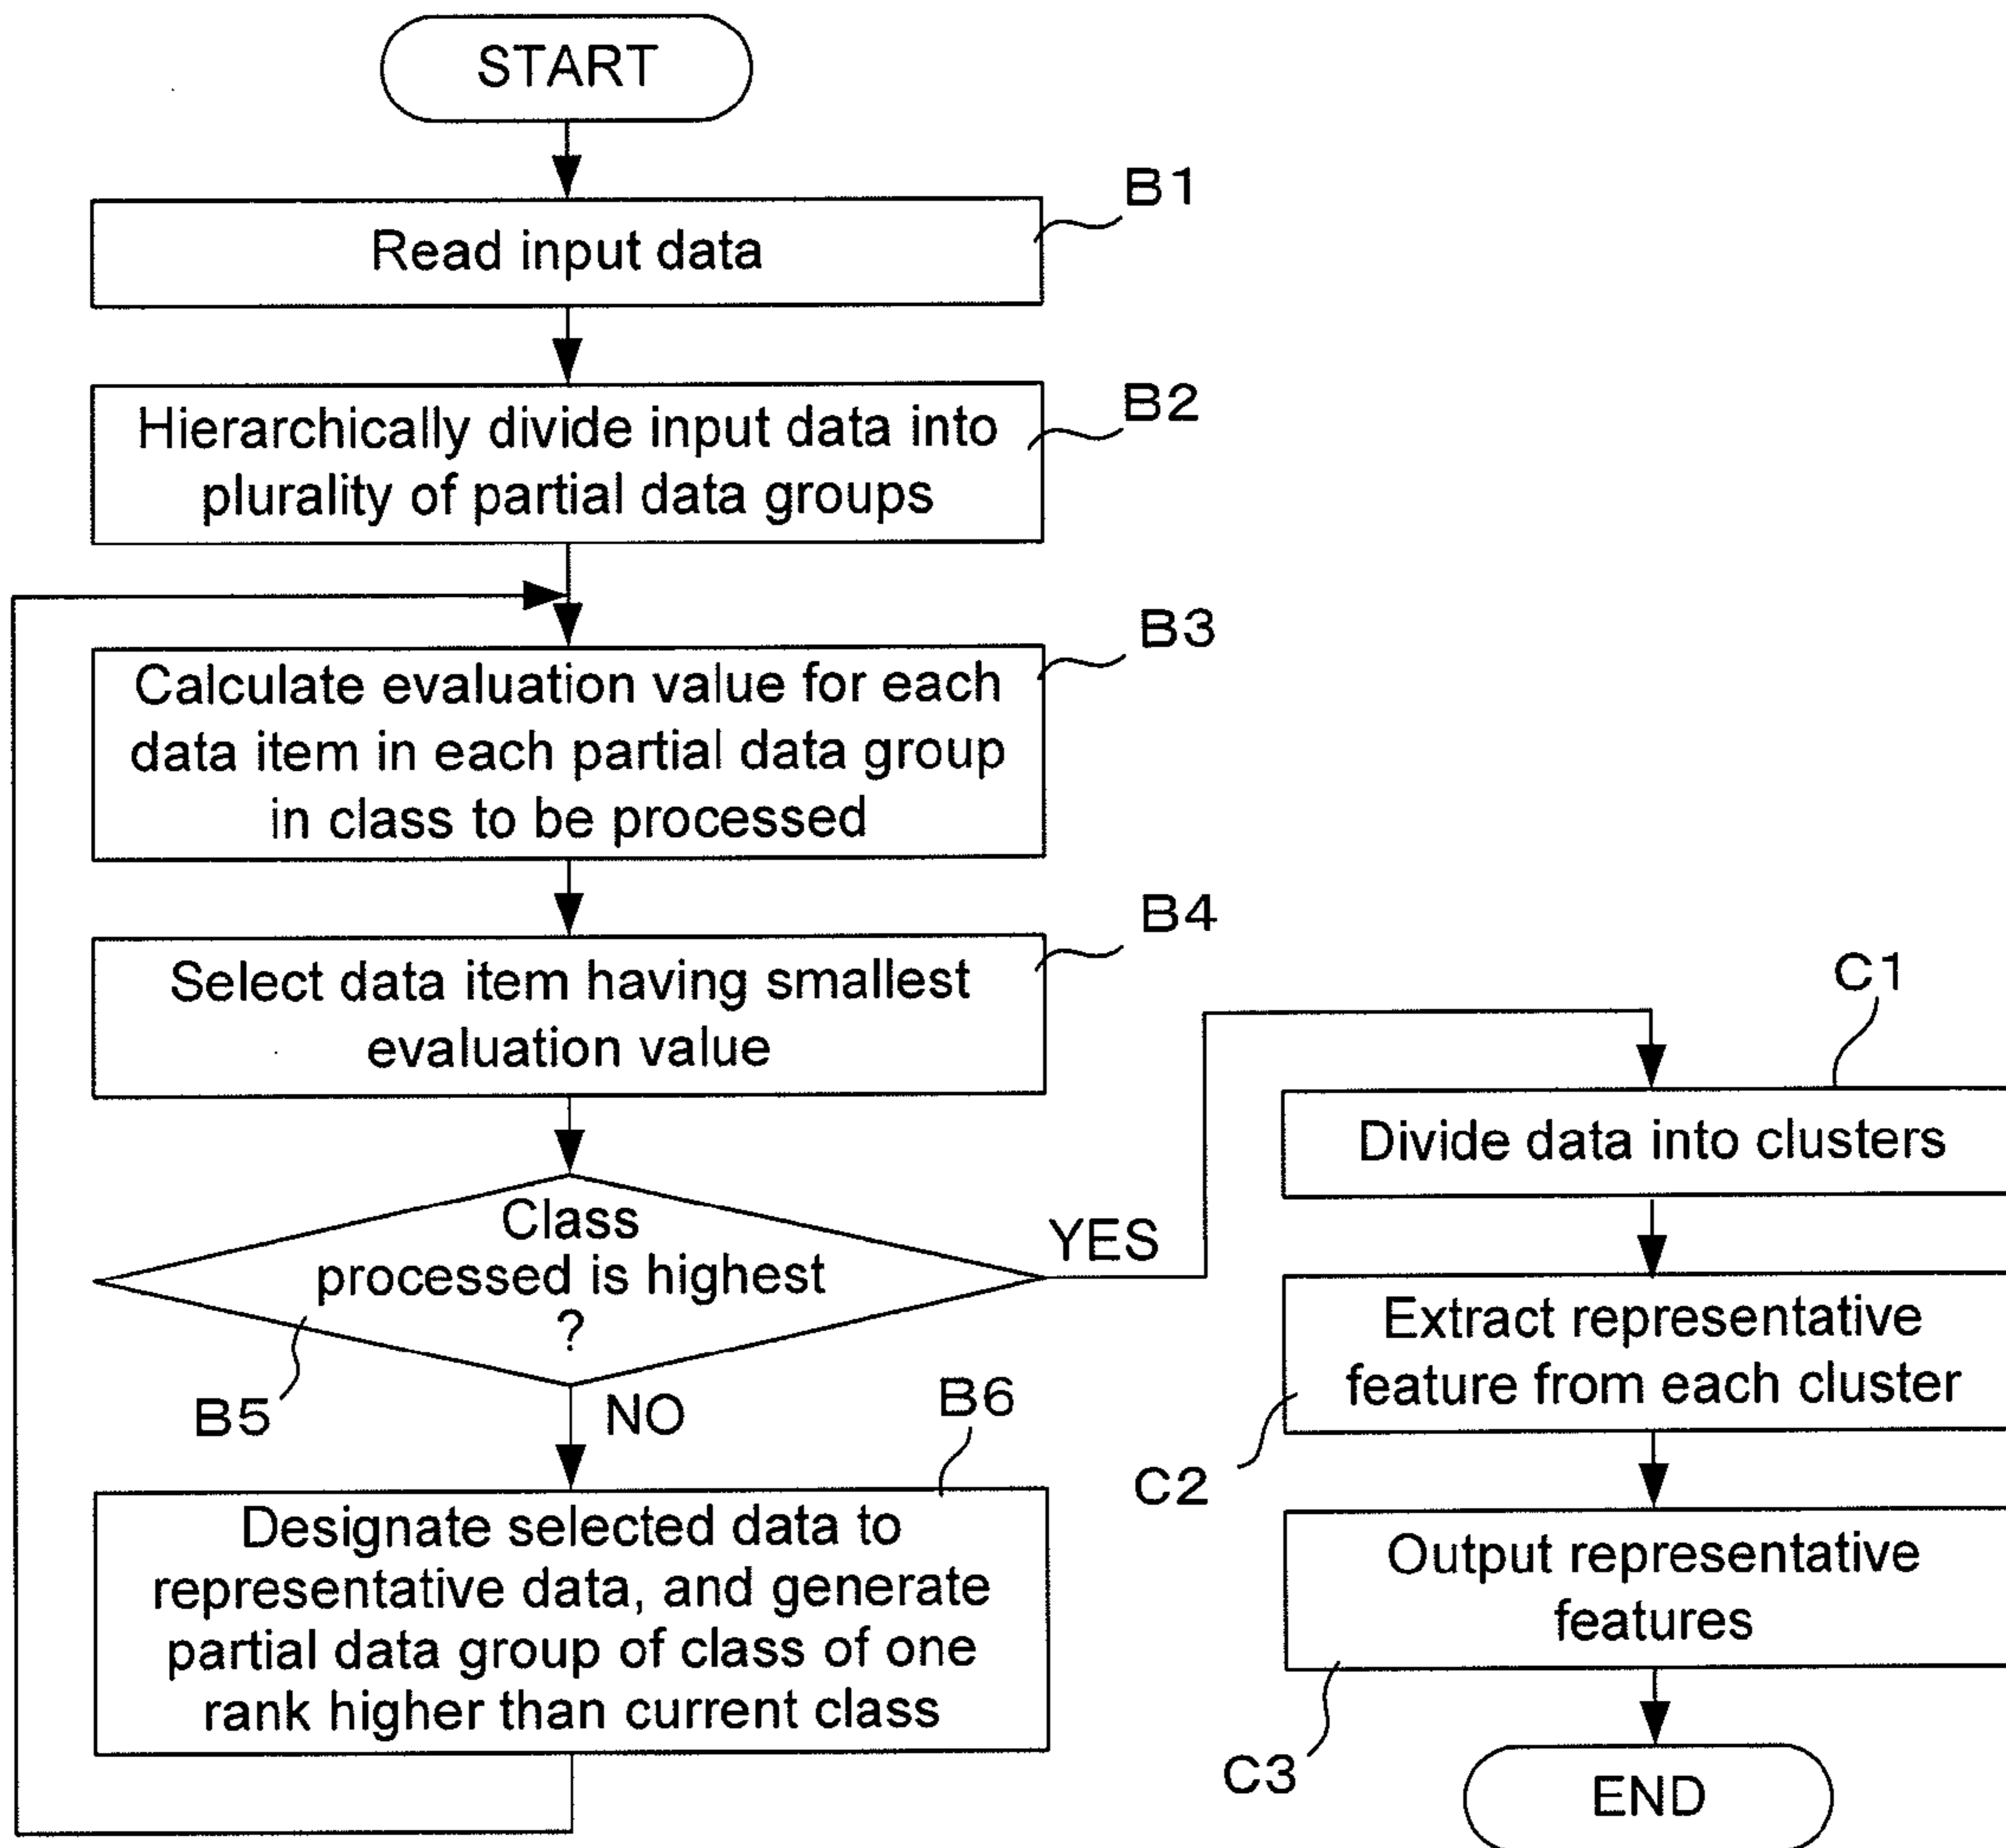 START
B1
Read input data
B2
Hierarchically divide input data into
plurality of partial data groups
B3
Calculate evaluation value for each
data item in each partial data group
in class to be processed
B4
Select data item having smallest
evaluation value
Class
processed is highest
?
YES
B5
NO
B6
Designate selected data to
representative data, and generate
partial data group of class of one
rank higher than current class
C1
Divide data into clusters
Extract representative
feature from each cluster
C2
Output representative
features
C3
END